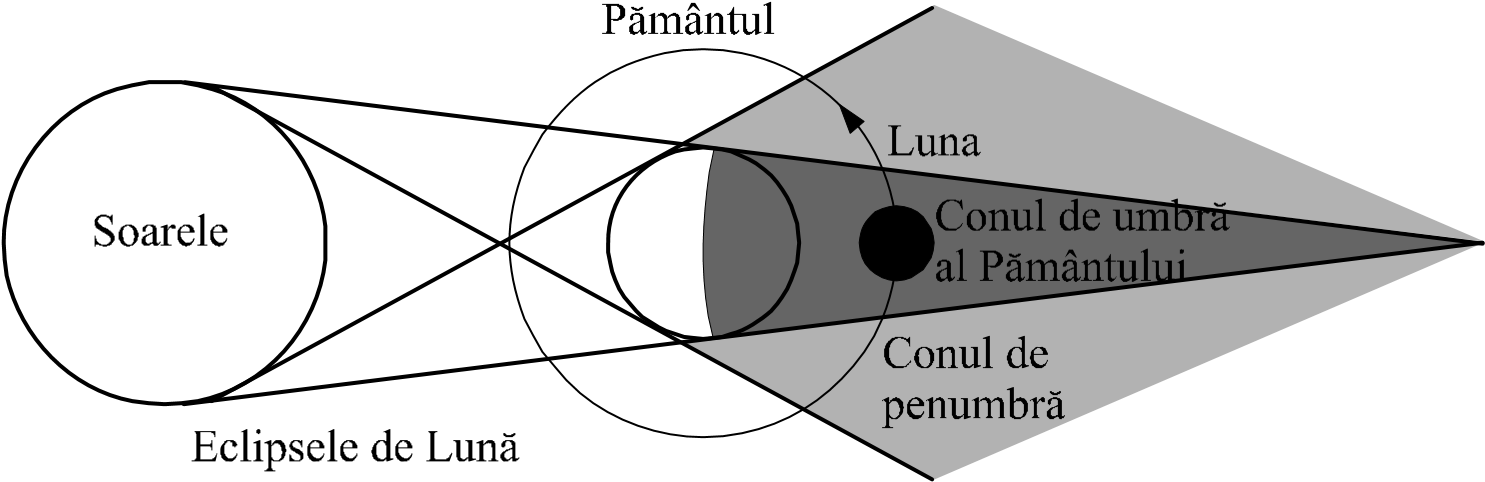 Pământul
Luna
Soarele
Conul de umbră
al Pământului
Conul de
penumbră
Eclipsele de Lună